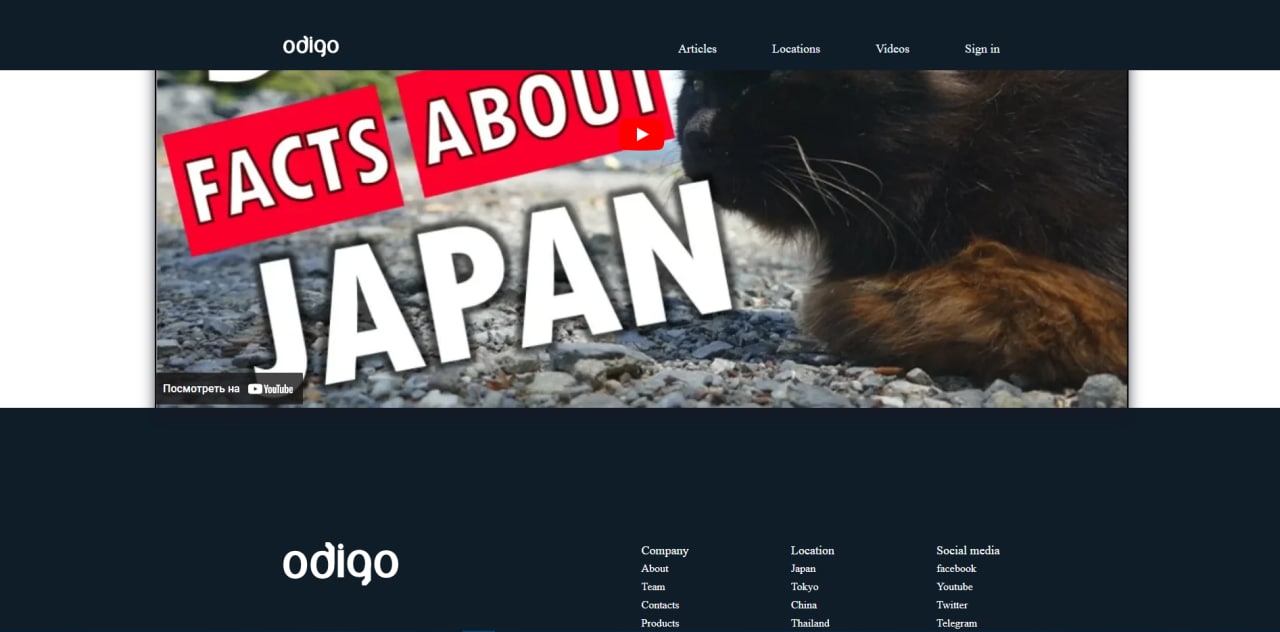 odigo
Articles Locations Videos Sign in
FACTS ABOUT
JAPAN
Посмотреть на YouTube
odigo
Company Location Social media
About Japan facebook
Team Tokyo Youtube
Contacts China Twitter
Products Thailand Telegram